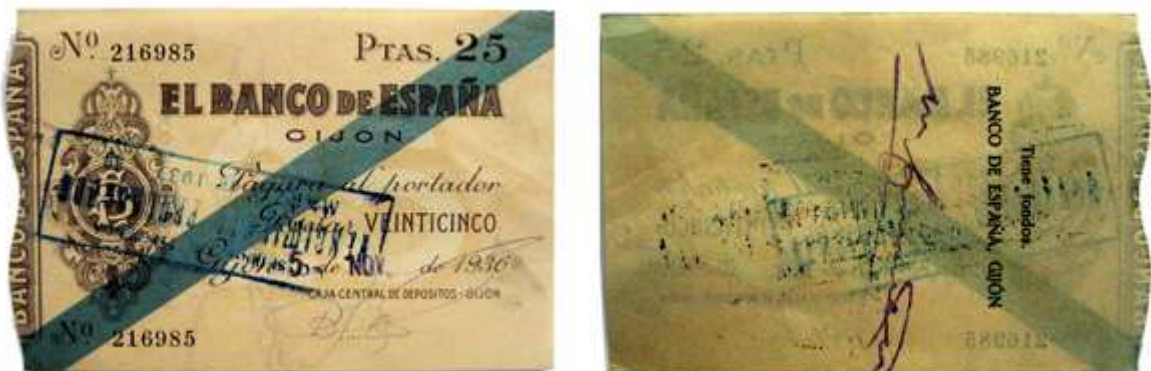 BANCO DE ESPAÑA
Nº 216985 PTAS. 25
EL BANCO DE ESPAÑA
GIJON
Pagará al portador
VEINTICINCO
Gijón 5 de NOV. de 1936
CAJA CENTRAL DE DEPOSITOS-GIJON
Nº 216985
Tiene fondos.
BANCO DE ESPAÑA, GIJÓN